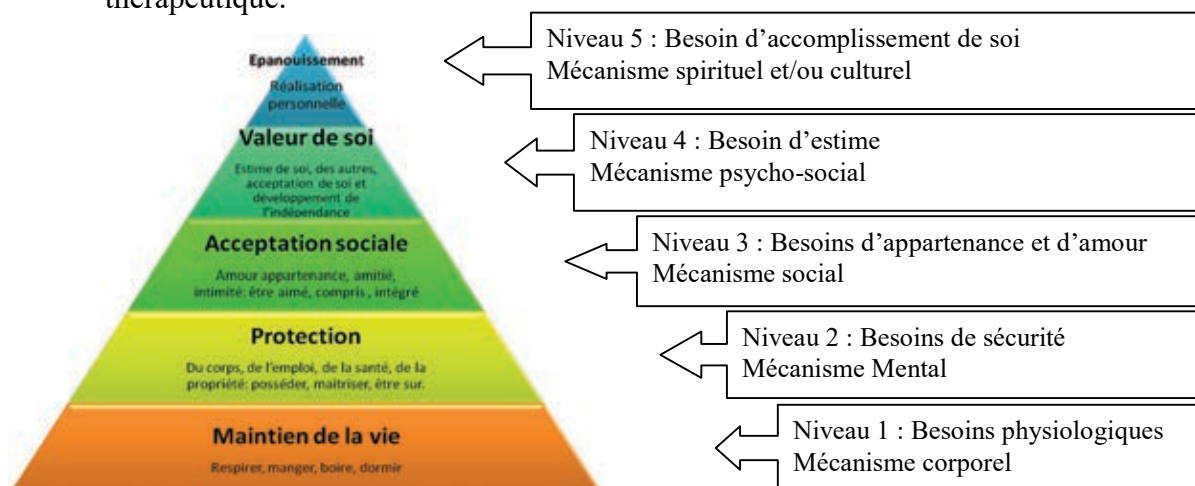 thérapeutique.
Epanouissement
Réalisation
personnelle
Niveau 5 : Besoin d’accomplissement de soi
Mécanisme spirituel et/ou culturel
Valeur de soi
Estime de soi, des autres,
acceptation de soi et
développement de
l'indépendance
Niveau 4 : Besoin d’estime
Mécanisme psycho-social
Acceptation sociale
Amour appartenance, amitié,
intimité: être aimé, compris , intégré
Niveau 3 : Besoins d’appartenance et d’amour
Mécanisme social
Protection
Du corps, de l'emploi, de la santé, de la
propriété: posséder, maitriser, être sur.
Niveau 2 : Besoins de sécurité
Mécanisme Mental
Maintien de la vie
Respirer, manger, boire, dormir
Niveau 1 : Besoins physiologiques
Mécanisme corporel